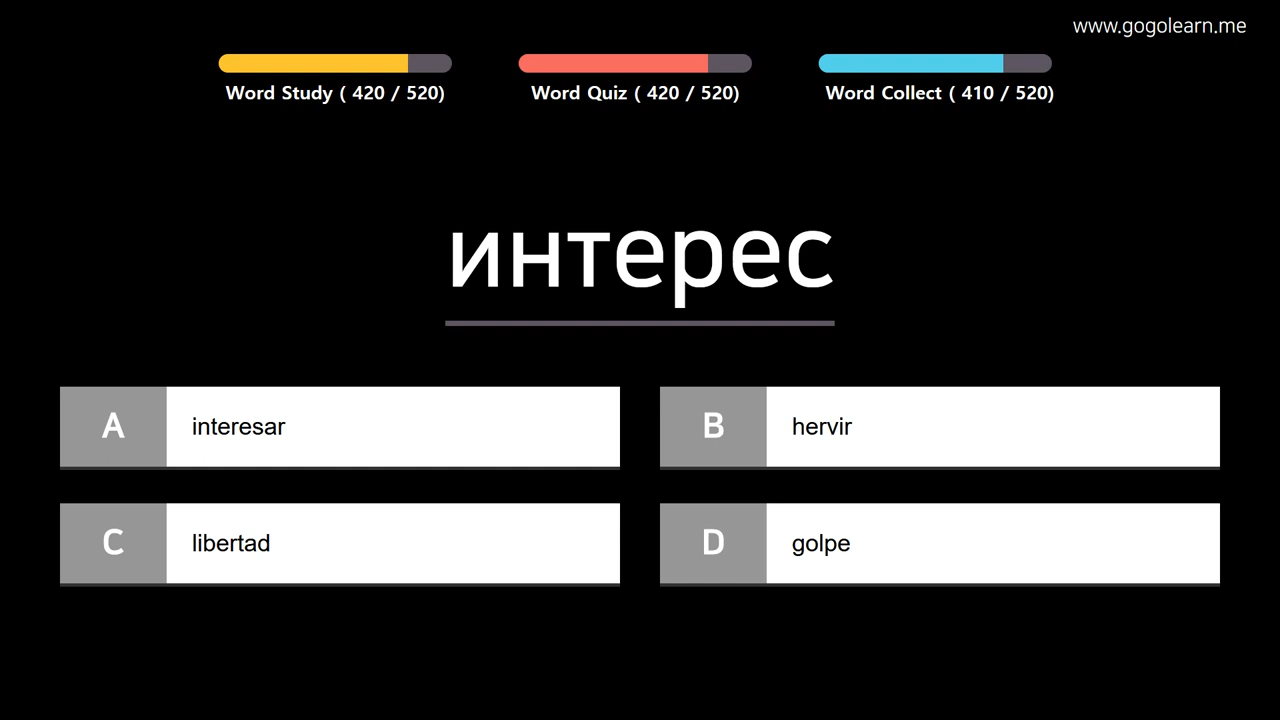 www.gogolearn.me
Word Study ( 420 / 520)
Word Quiz ( 420 / 520)
Word Collect ( 410 / 520)
интерес
A interesar
B hervir
C libertad
D golpe